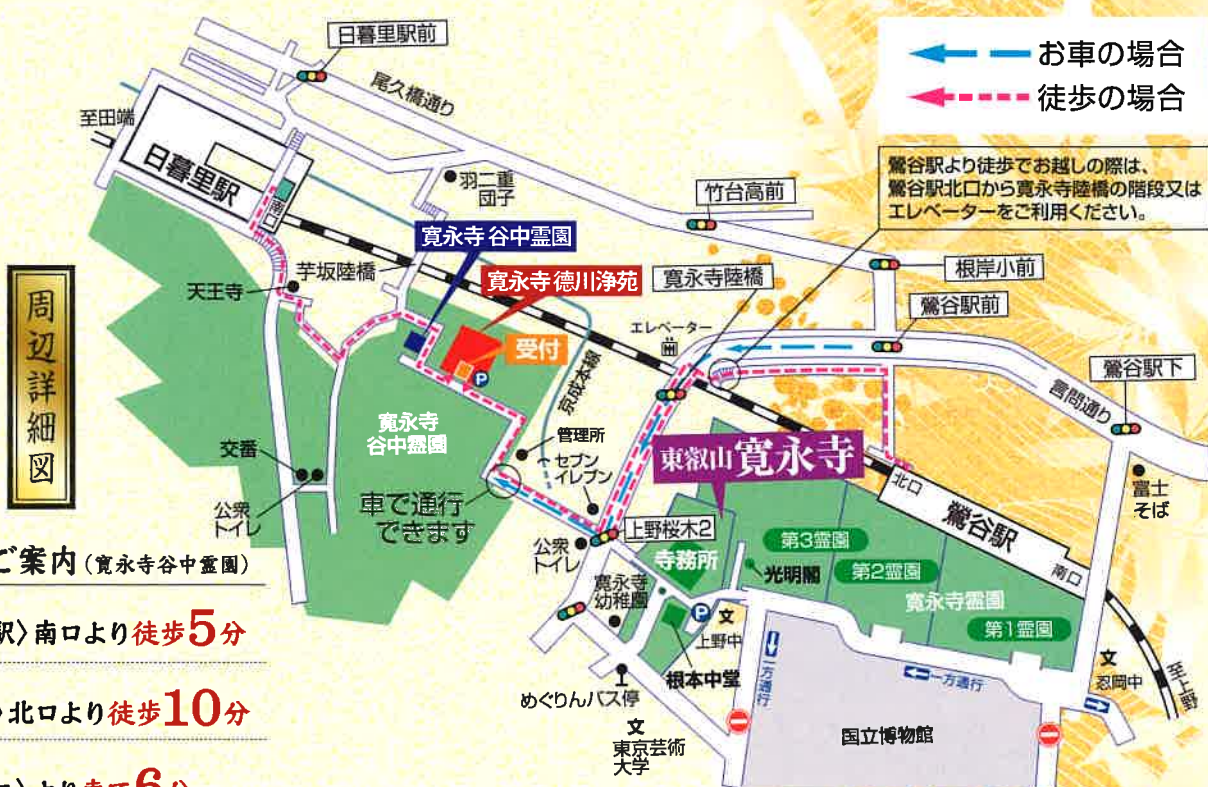 日暮里駅前
お車の場合
徒歩の場合
尾久橋通り
至田端
日暮里駅
南口
羽二重
団子
竹台高前
鶯谷駅より徒歩でお越しの際は、
鶯谷駅北口から寛永寺陸橋の階段又は
エレベーターをご利用ください。
寛永寺 谷中霊園
芋坂陸橋
寛永寺 徳川浄苑
寛永寺陸橋
根岸小前
天王寺
鶯谷駅前
エレベーター
受付
P
京成本線
鶯谷駅下
言問通り
周辺詳細図
寛永寺
谷中霊園
管理所
セブン
イレブン
東叡山 寛永寺
交番
公衆
トイレ
車で通行
できます
北口
鶯谷駅
南口
富士
そば
上野桜木2
公衆
トイレ
寺務所
第3霊園
光明閣
第2霊園
寛永寺霊園
第1霊園
ご案内(寛永寺谷中霊園)
寛永寺
幼稚園
P
文
上野中
駅〉南口より徒歩5分
根本中堂
一方通行
一方通行
文
忍岡中
至上野
北口より徒歩10分
めぐりんバス停
文
東京芸術
大学
国立博物館